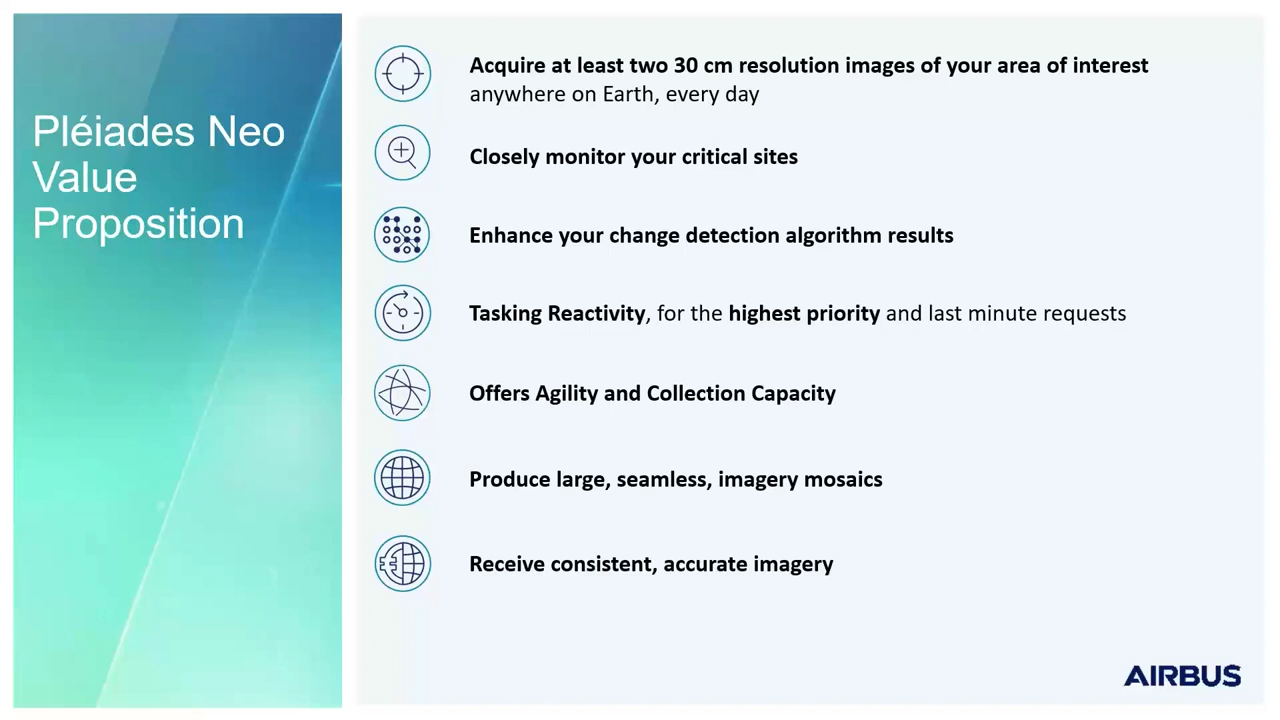 Pléiades Neo
Value
Proposition
Acquire at least two 30 cm resolution images of your area of interest
anywhere on Earth, every day
Closely monitor your critical sites
Enhance your change detection algorithm results
Tasking Reactivity, for the highest priority and last minute requests
Offers Agility and Collection Capacity
Produce large, seamless, imagery mosaics
Receive consistent, accurate imagery
AIRBUS